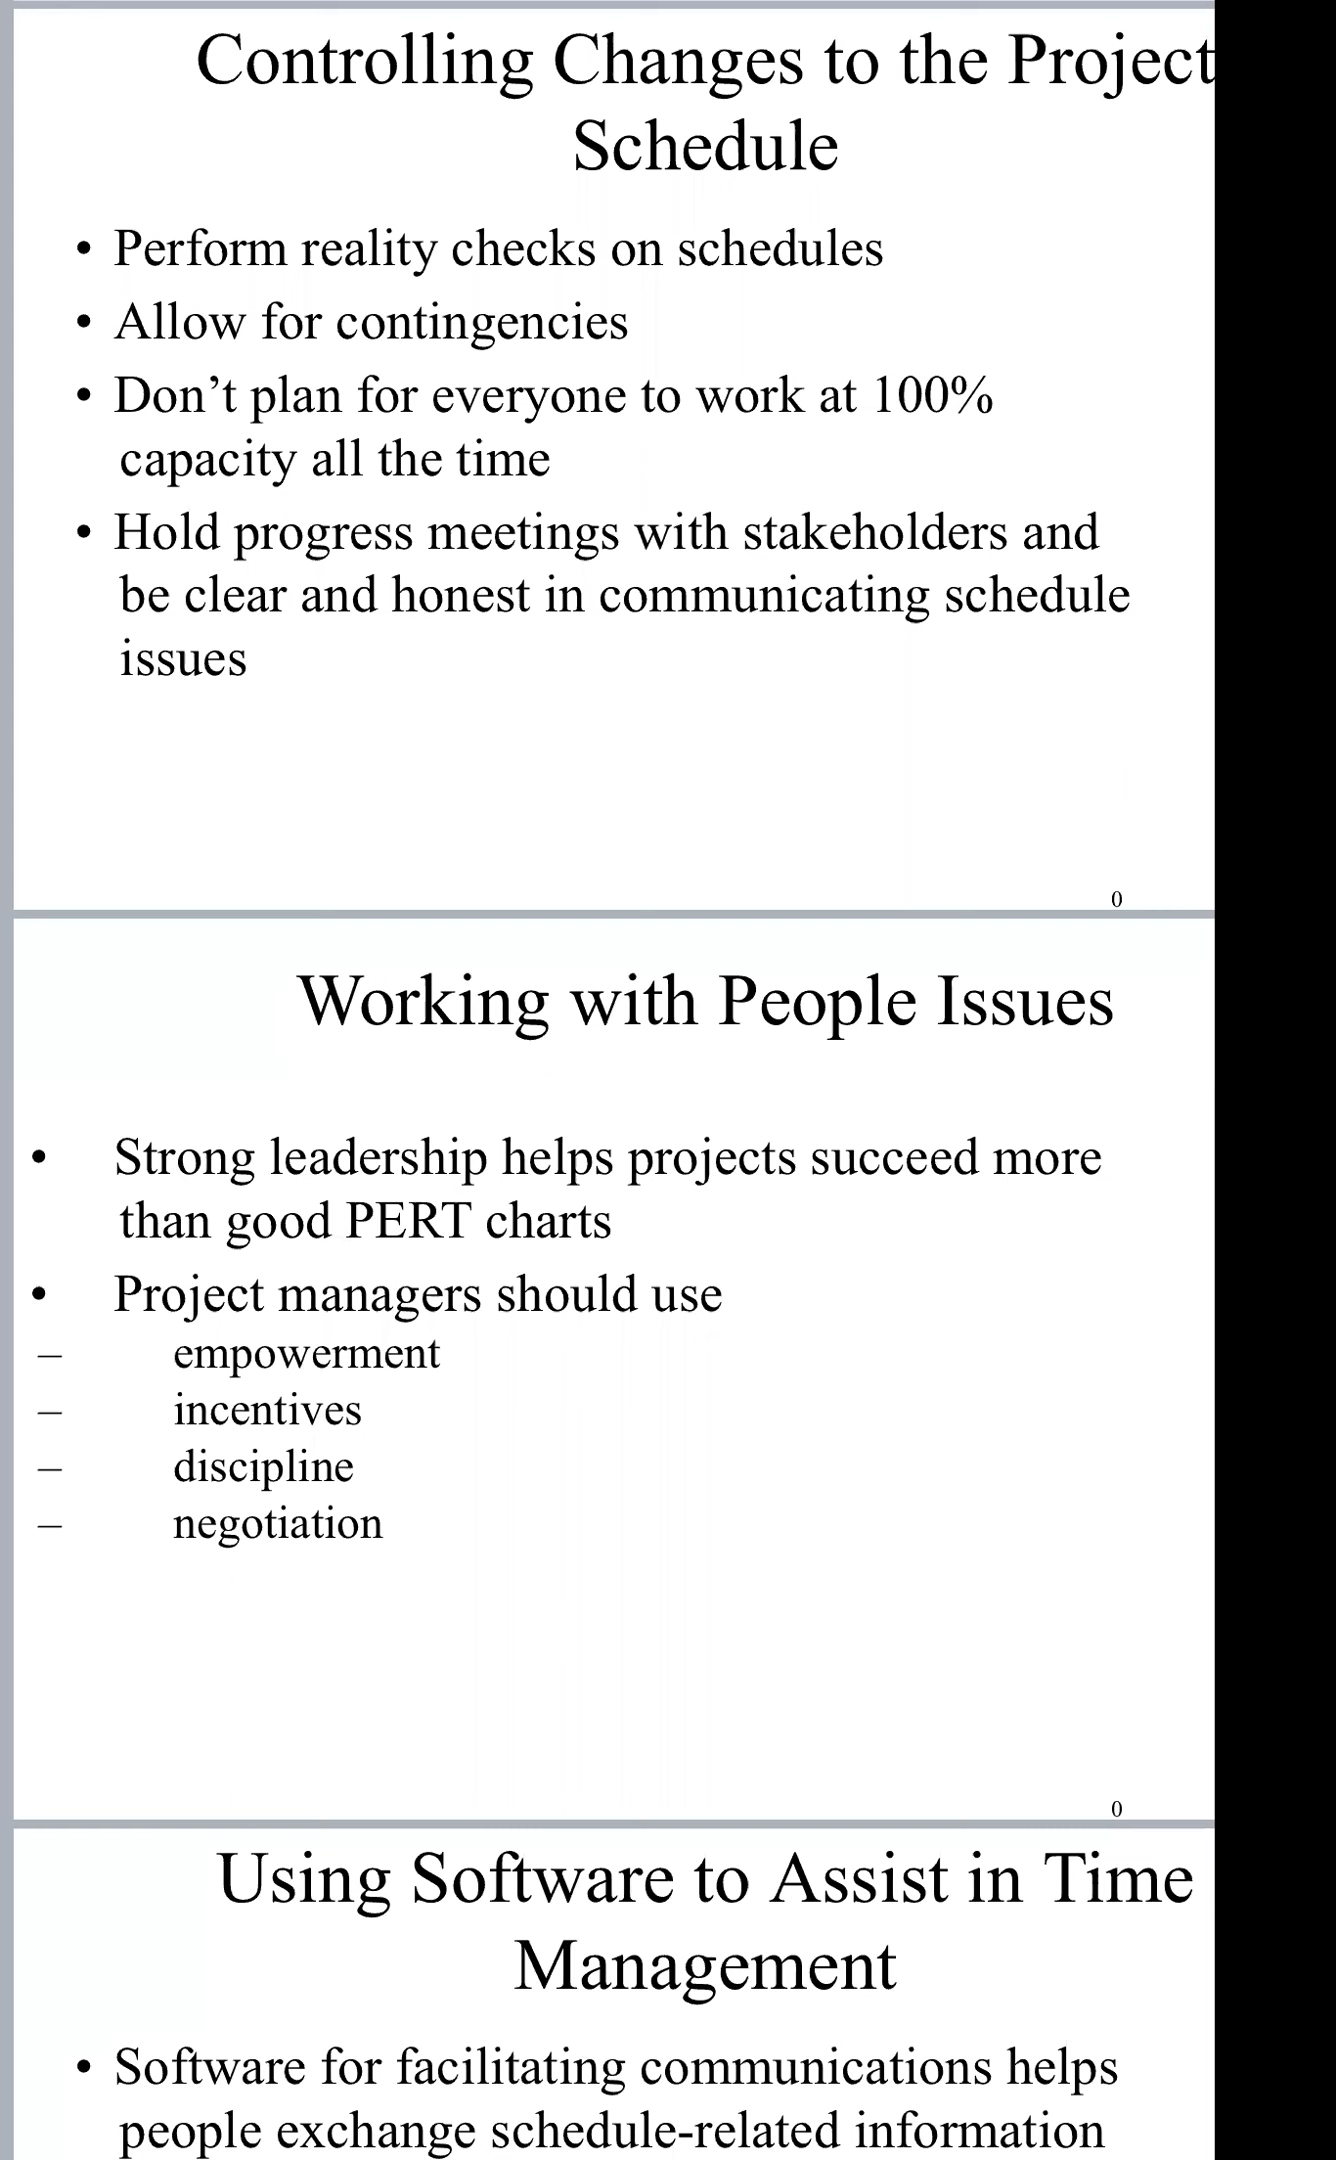 Controlling Changes to the Project
Schedule
• Perform reality checks on schedules
• Allow for contingencies
• Don’t plan for everyone to work at 100%
capacity all the time
• Hold progress meetings with stakeholders and
be clear and honest in communicating schedule
issues
0
Working with People Issues
• Strong leadership helps projects succeed more
than good PERT charts
• Project managers should use
– empowerment
– incentives
– discipline
– negotiation
0
Using Software to Assist in Time
Management
• Software for facilitating communications helps
people exchange schedule-related information